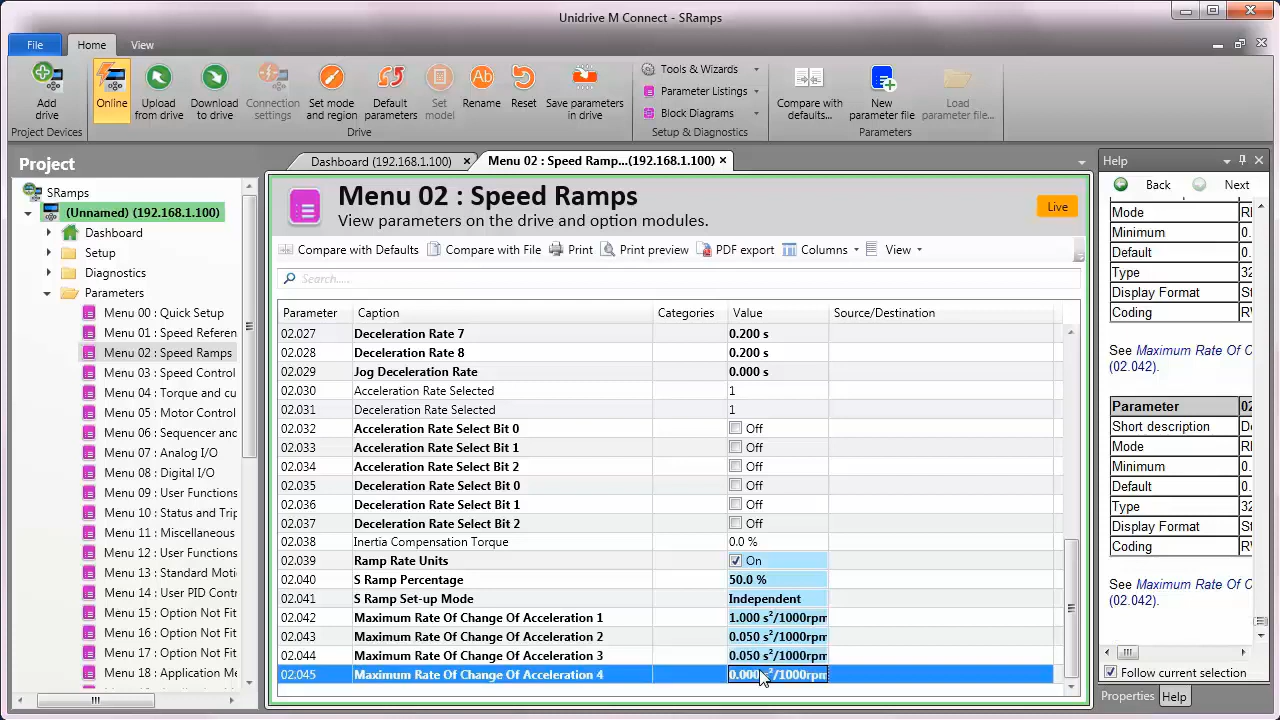 Unidrive M Connect - SRamps
File Home View
Add drive
Online
Upload from drive
Download to drive
Connection settings
Set mode and region
Default parameters
Set model
Rename
Reset
Save parameters in drive
Tools & Wizards
Parameter Listings
Block Diagrams
Compare with defaults...
New parameter file
Load parameter file...
Project Devices
Drive
Setup & Diagnostics
Parameters
Project
SRamps
(Unnamed) (192.168.1.100)
Dashboard
Setup
Diagnostics
Parameters
Menu 00 : Quick Setup
Menu 01 : Speed Referen
Menu 02 : Speed Ramps
Menu 03 : Speed Control
Menu 04 : Torque and cu
Menu 05 : Motor Control
Menu 06 : Sequencer and
Menu 07 : Analog I/O
Menu 08 : Digital I/O
Menu 09 : User Functions
Menu 10 : Status and Trip
Menu 11 : Miscellaneous
Menu 12 : User Functions
Menu 13 : Standard Moti
Menu 14 : User PID Contr
Menu 15 : Option Not Fit
Menu 16 : Option Not Fit
Menu 17 : Option Not Fit
Menu 18 : Application M
Dashboard (192.168.1.100)
Menu 02 : Speed Ramp...(192.168.1.100)
Menu 02 : Speed Ramps
View parameters on the drive and option modules.
Live
Compare with Defaults Compare with File Print Print preview PDF export Columns View
Search.....
Parameter Caption Categories Value Source/Destination
02.027 Deceleration Rate 7 0.200 s
02.028 Deceleration Rate 8 0.200 s
02.029 Jog Deceleration Rate 0.000 s
02.030 Acceleration Rate Selected 1
02.031 Deceleration Rate Selected 1
02.032 Acceleration Rate Select Bit 0 Off
02.033 Acceleration Rate Select Bit 1 Off
02.034 Acceleration Rate Select Bit 2 Off
02.035 Deceleration Rate Select Bit 0 Off
02.036 Deceleration Rate Select Bit 1 Off
02.037 Deceleration Rate Select Bit 2 Off
02.038 Inertia Compensation Torque 0.0 %
02.039 Ramp Rate Units On
02.040 S Ramp Percentage 50.0 %
02.041 S Ramp Set-up Mode Independent
02.042 Maximum Rate Of Change Of Acceleration 1 1.000 s²/1000rpm
02.043 Maximum Rate Of Change Of Acceleration 2 0.050 s²/1000rpm
02.044 Maximum Rate Of Change Of Acceleration 3 0.050 s²/1000rpm
02.045 Maximum Rate Of Change Of Acceleration 4 0.000 s²/1000rpm
Help
Back Next
Mode
Minimum 0.
Default 0.
Type 32
Display Format St
Coding
See Maximum Rate Of C
(02.042).
Parameter 02
Short description De
Mode
Minimum 0.
Default 0.
Type 32
Display Format St
Coding
See Maximum Rate Of C
(02.042).
Follow current selection
Properties Help